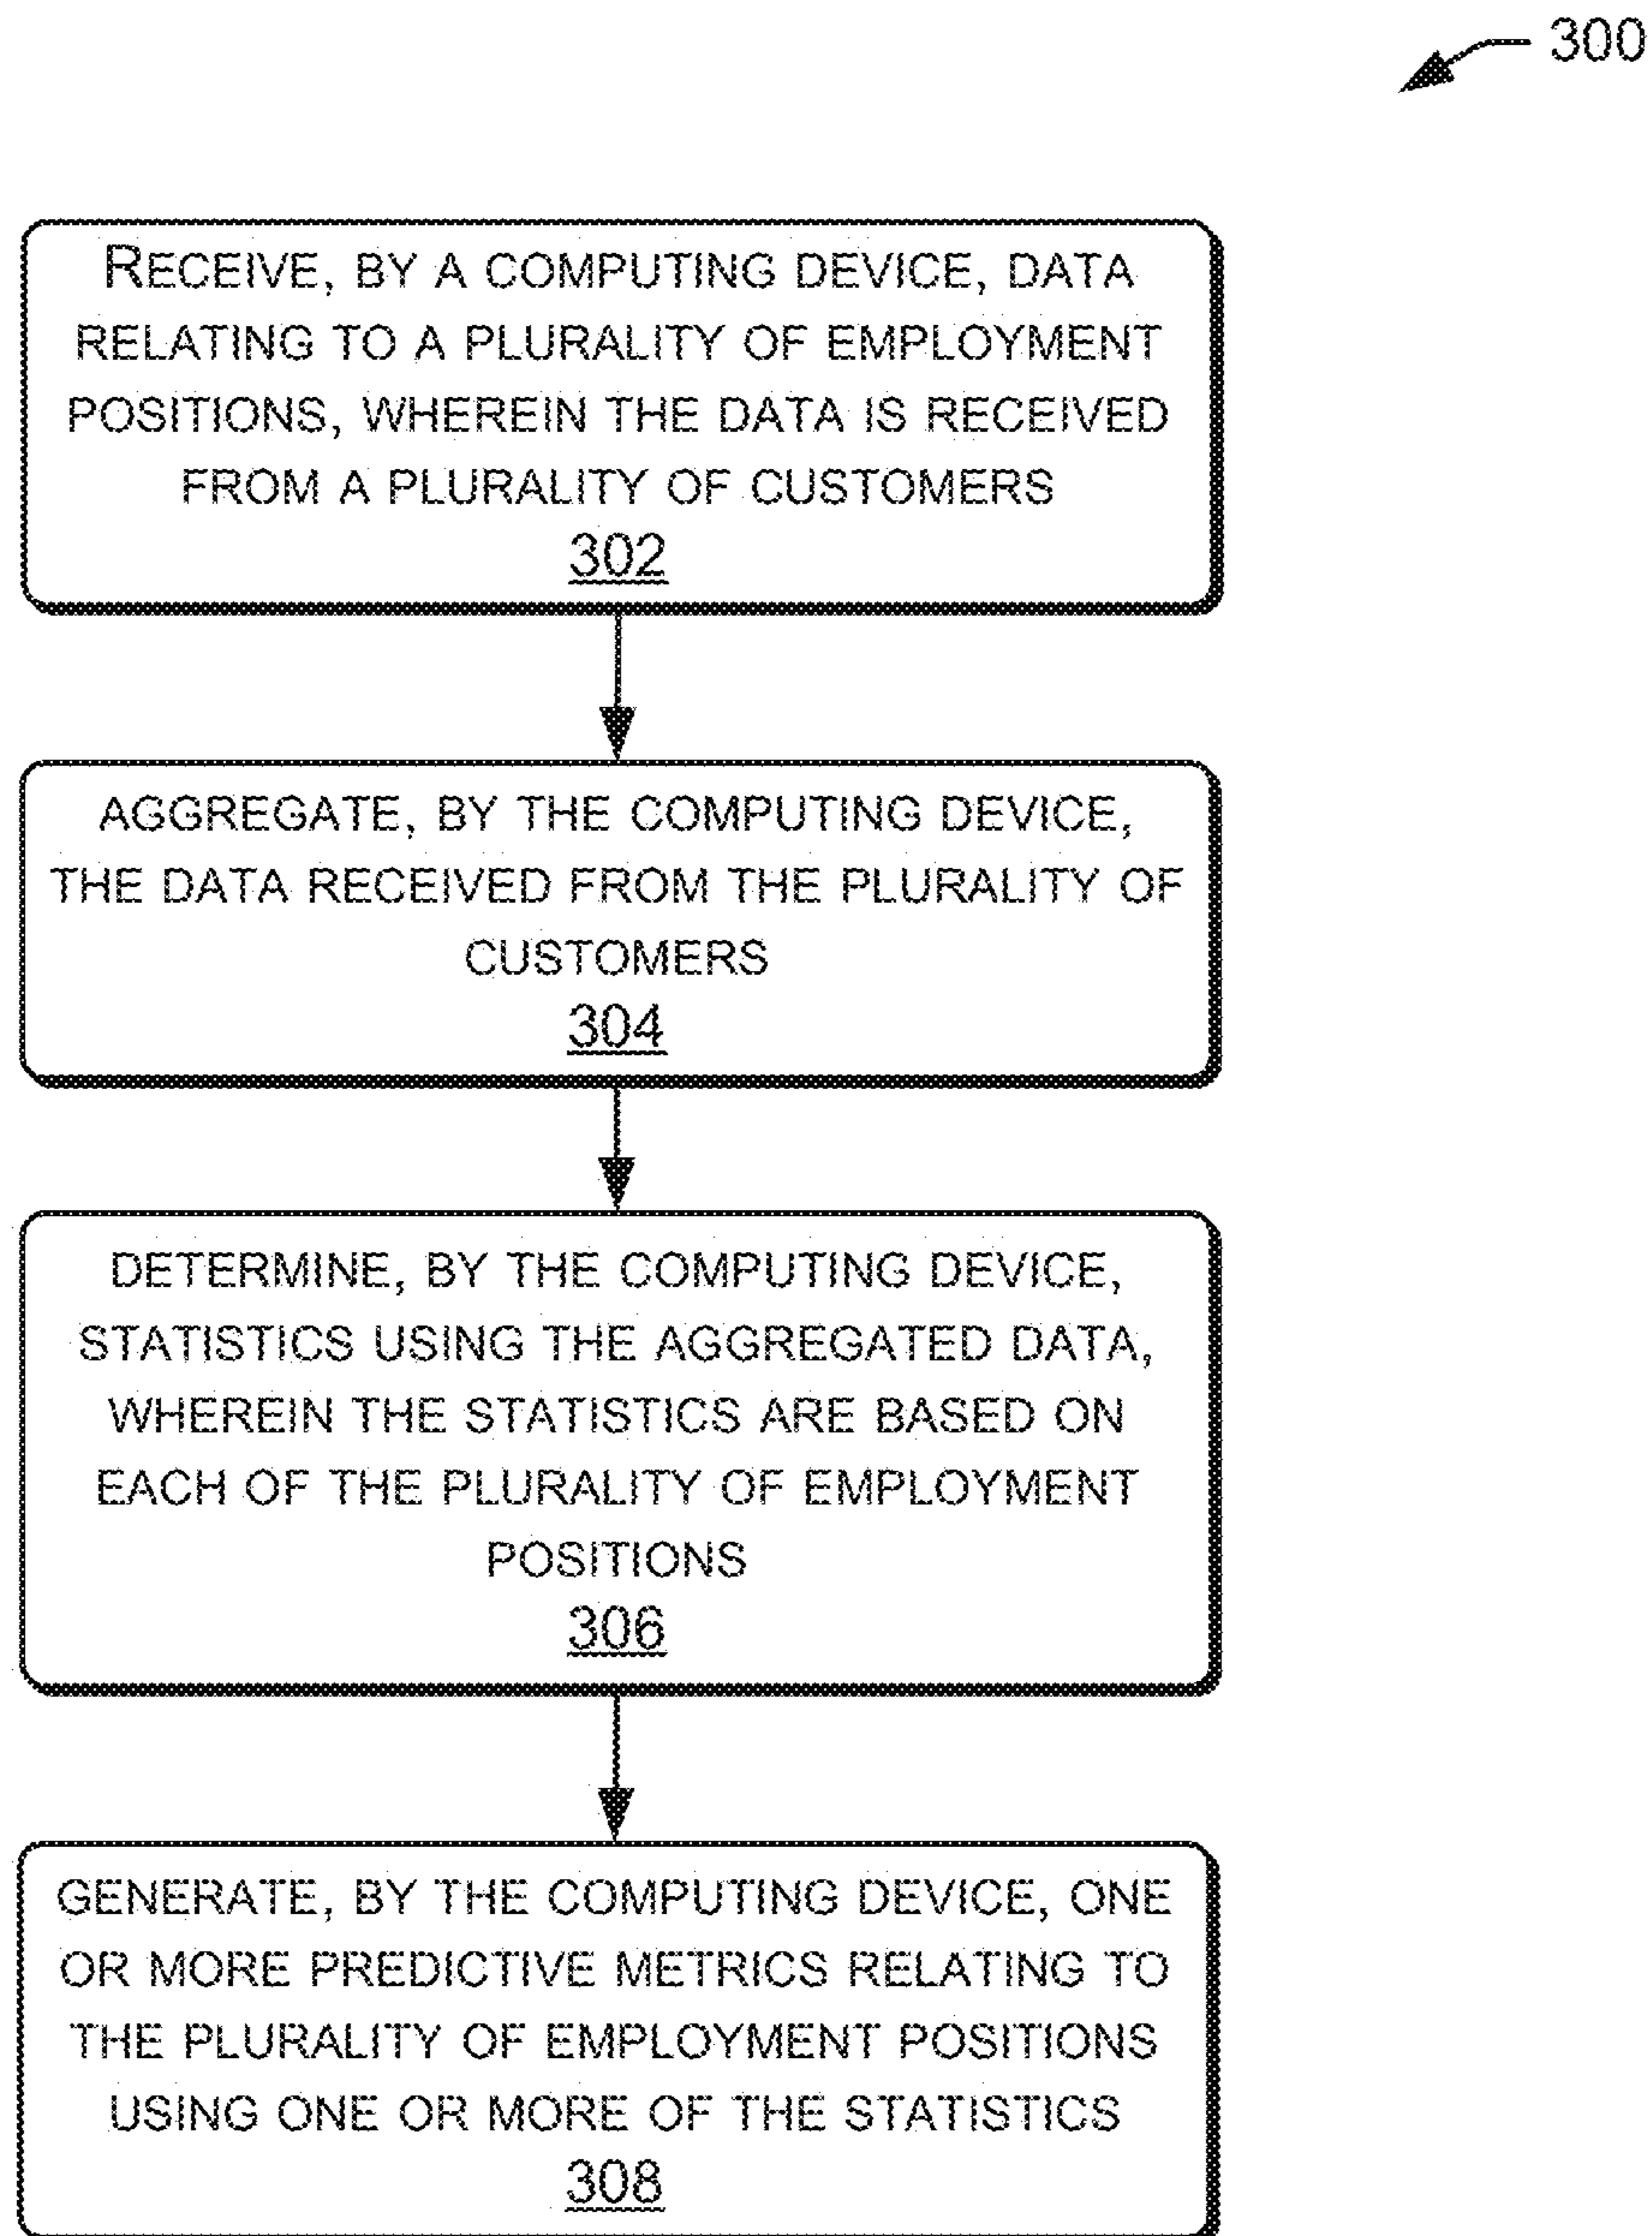 300
RECEIVE, BY A COMPUTING DEVICE, DATA
RELATING TO A PLURALITY OF EMPLOYMENT
POSITIONS, WHEREIN THE DATA IS RECEIVED
FROM A PLURALITY OF CUSTOMERS
302
AGGREGATE, BY THE COMPUTING DEVICE,
THE DATA RECEIVED FROM THE PLURALITY OF
CUSTOMERS
304
DETERMINE, BY THE COMPUTING DEVICE,
STATISTICS USING THE AGGREGATED DATA,
WHEREIN THE STATISTICS ARE BASED ON
EACH OF THE PLURALITY OF EMPLOYMENT
POSITIONS
306
GENERATE, BY THE COMPUTING DEVICE, ONE
OR MORE PREDICTIVE METRICS RELATING TO
THE PLURALITY OF EMPLOYMENT POSITIONS
USING ONE OR MORE OF THE STATISTICS
308